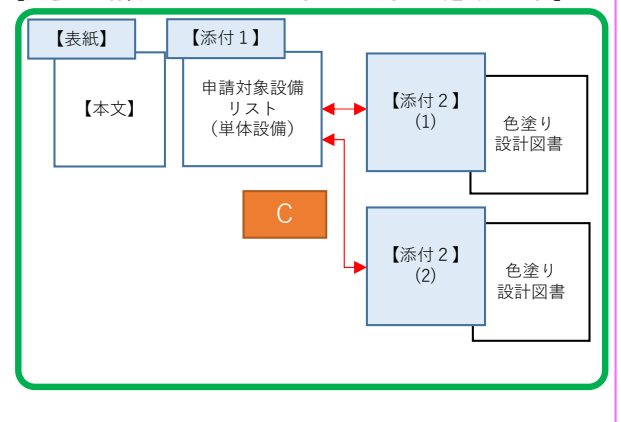 【表紙】
【添付１】
【本文】
申請対象設備
リスト
（単体設備）
【添付２】
(1)
色塗り
設計図書
C
【添付２】
(2)
色塗り
設計図書